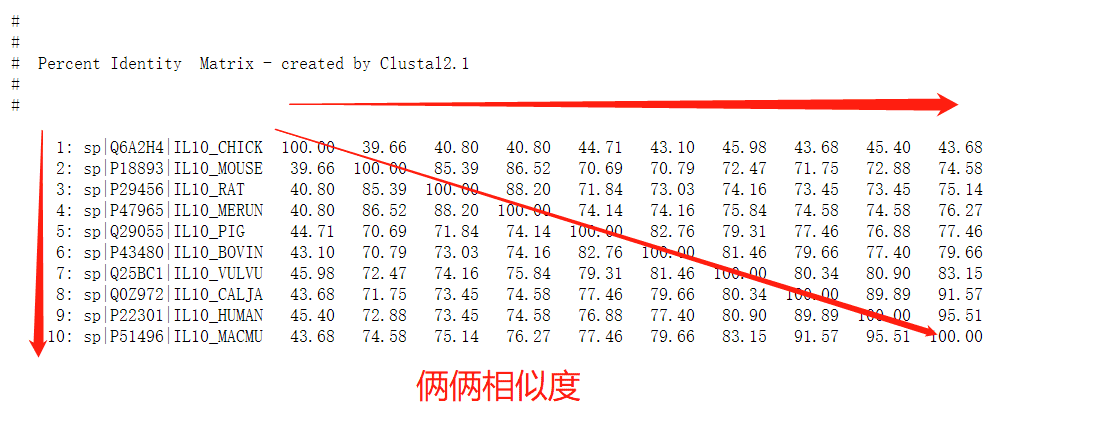 #
#
# Percent Identity Matrix - created by Clustal2.1
#
#
1: sp|Q6A2H4|IL10_CHICK 100.00 39.66 40.80 40.80 44.71 43.10 45.98 43.68 45.40 43.68
2: sp|P18893|IL10_MOUSE 39.66 100.00 85.39 86.52 70.69 70.79 72.47 71.75 72.88 74.58
3: sp|P29456|IL10_RAT 40.80 85.39 100.00 88.20 71.84 73.03 74.16 73.45 73.45 75.14
4: sp|P47965|IL10_MERUN 40.80 86.52 88.20 100.00 74.14 74.16 75.84 74.58 74.58 76.27
5: sp|Q29055|IL10_PIG 44.71 70.69 71.84 74.14 100.00 82.76 79.31 77.46 76.88 77.46
6: sp|P43480|IL10_BOVIN 43.10 70.79 73.03 74.16 82.76 100.00 81.46 79.66 77.40 79.66
7: sp|Q25BC1|IL10_VULVU 45.98 72.47 74.16 75.84 79.31 81.46 100.00 80.34 80.90 83.15
8: sp|Q0Z972|IL10_CALJA 43.68 71.75 73.45 74.58 77.46 79.66 80.34 100.00 89.89 91.57
9: sp|P22301|IL10_HUMAN 45.40 72.88 73.45 74.58 76.88 77.40 80.90 89.89 100.00 95.51
10: sp|P51496|IL10_MACMU 43.68 74.58 75.14 76.27 77.46 79.66 83.15 91.57 95.51 100.00
俩俩相似度